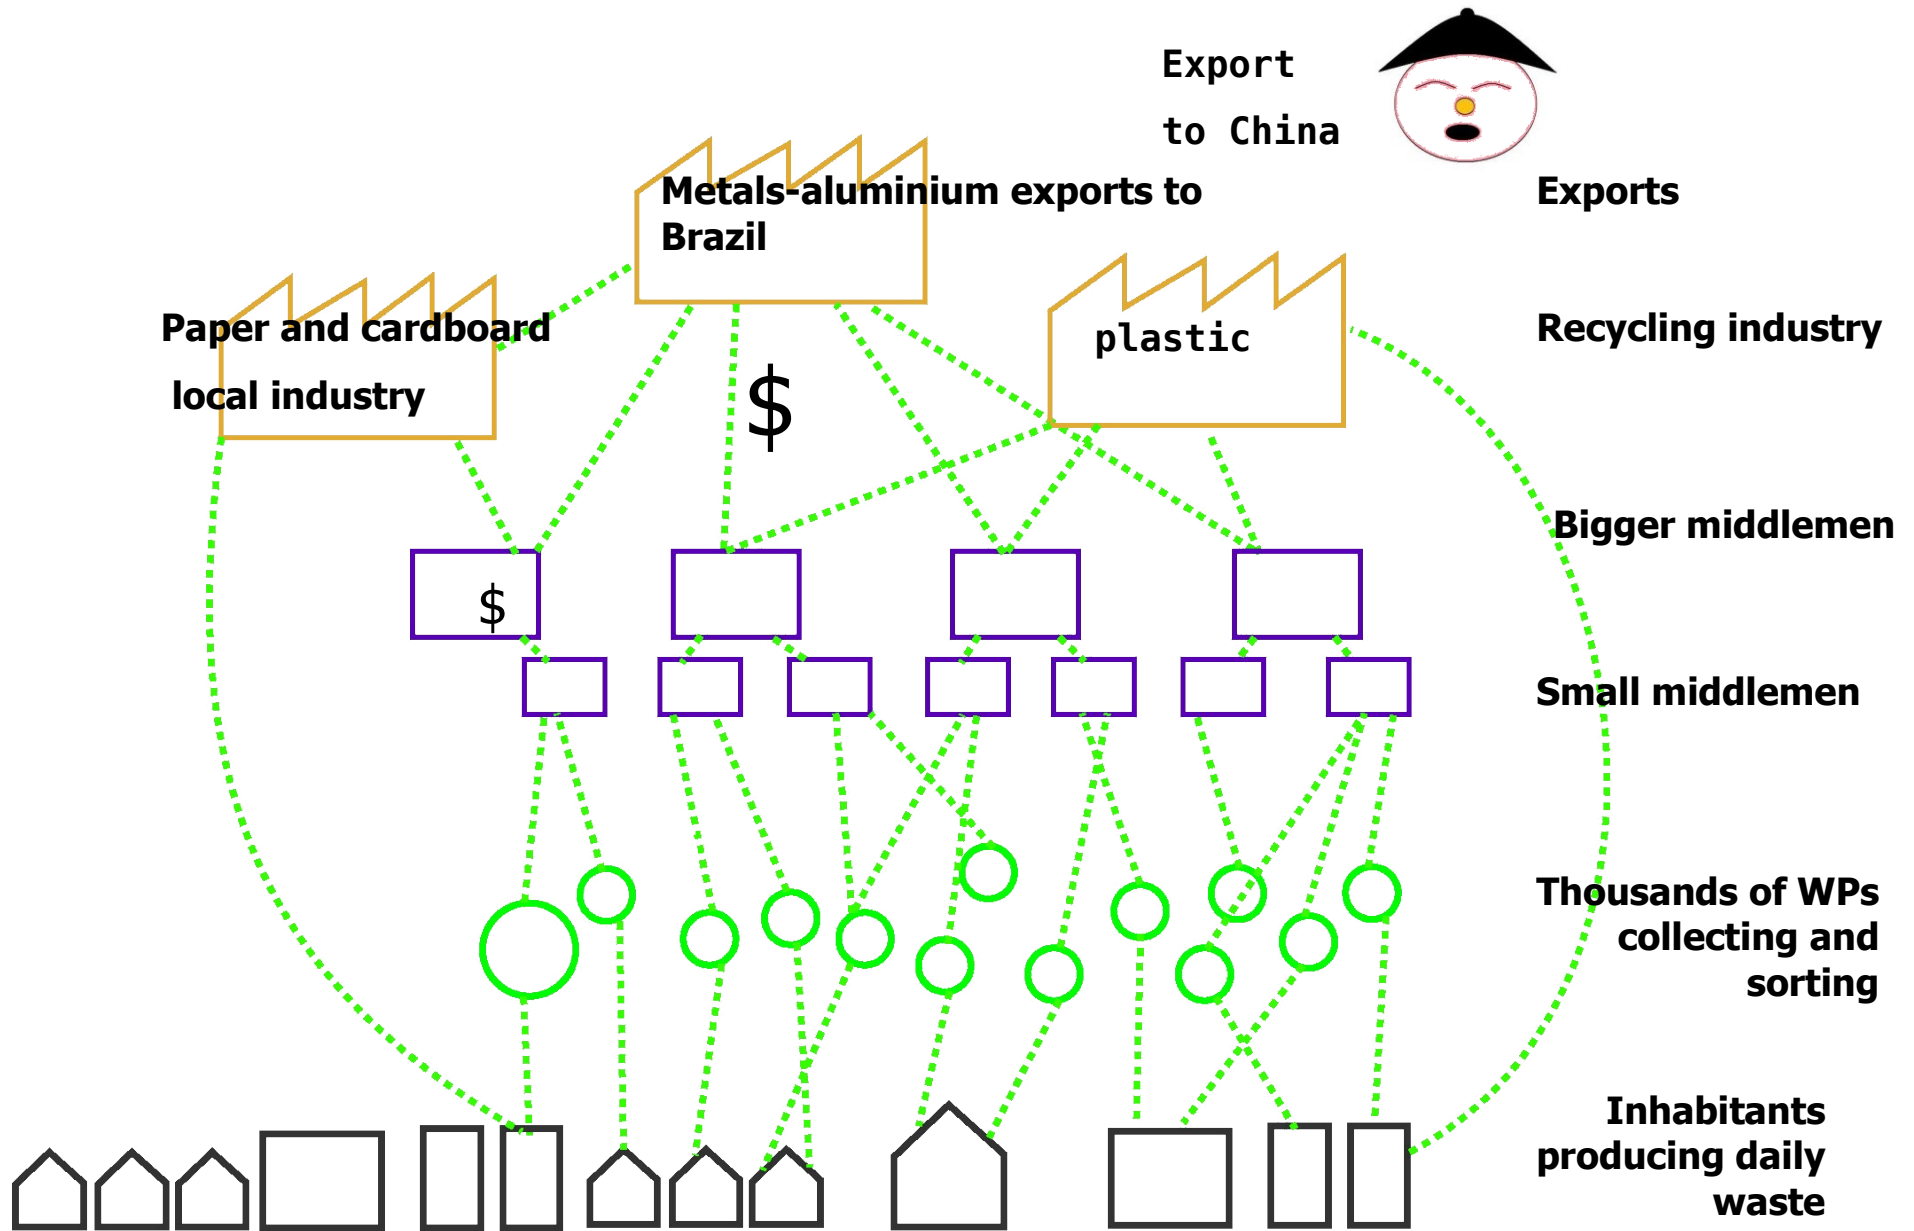 Export
to China
Metals-aluminium exports to
Brazil
Exports
Paper and cardboard
local industry
plastic
Recycling industry
$
Bigger middlemen
$
Small middlemen
Thousands of WPs
collecting and
sorting
Inhabitants
producing daily
waste